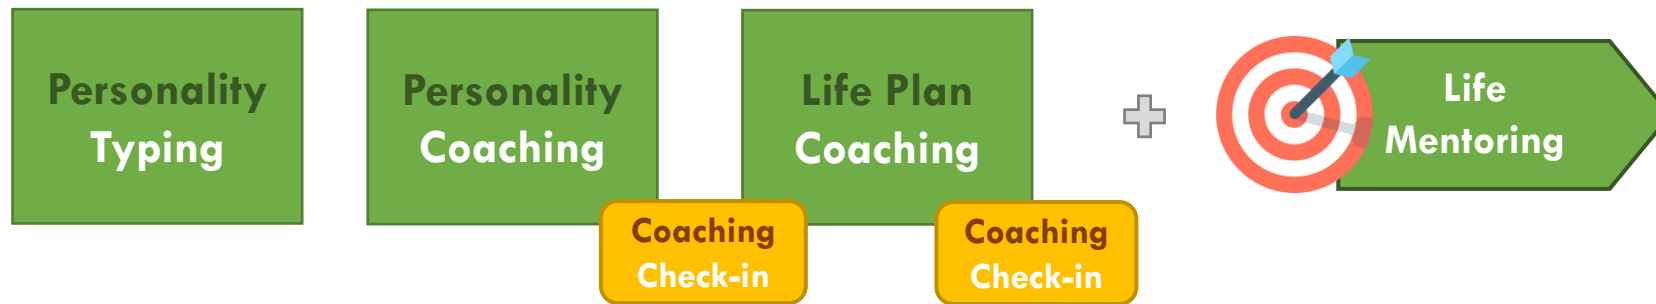 Personality
Typing
Personality
Coaching
Coaching
Check-in
Life Plan
Coaching
Coaching
Check-in
Life
Mentoring